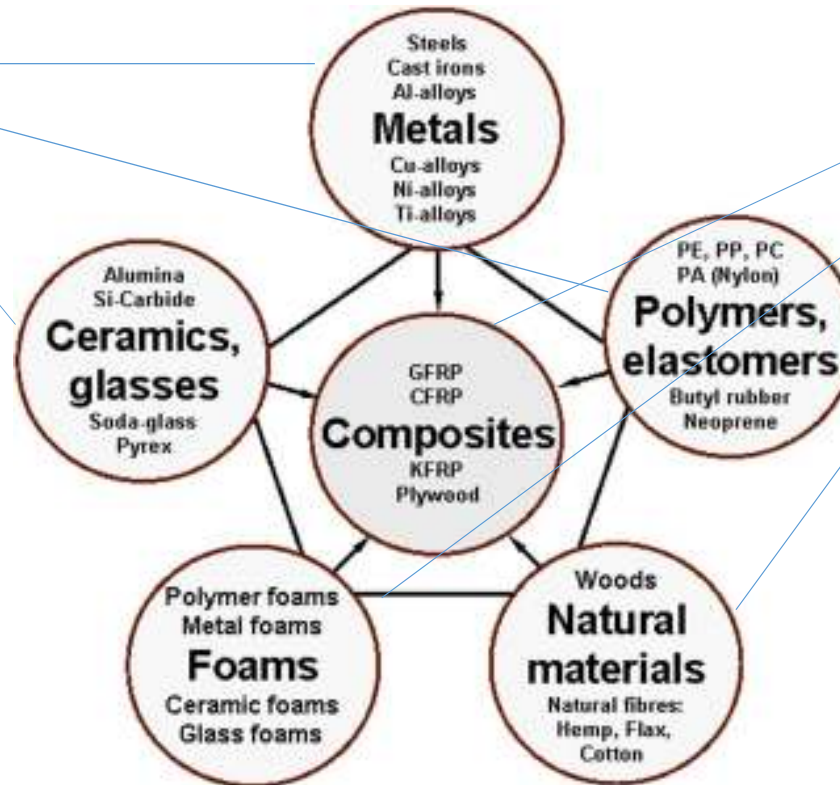 Steels
Cast irons
Al-alloys
Metals
Cu-alloys
Ni-alloys
Ti-alloys
Alumina
Si-Carbide
Ceramics,
glasses
Soda-glass
Pyrex
PE, PP, PC
PA (Nylon)
Polymers,
elastomers
Butyl rubber
Neoprene
GFRP
CFRP
Composites
KFRP
Plywood
Polymer foams
Metal foams
Foams
Ceramic foams
Glass foams
Woods
Natural
materials
Natural fibres:
Hemp, Flax,
Cotton